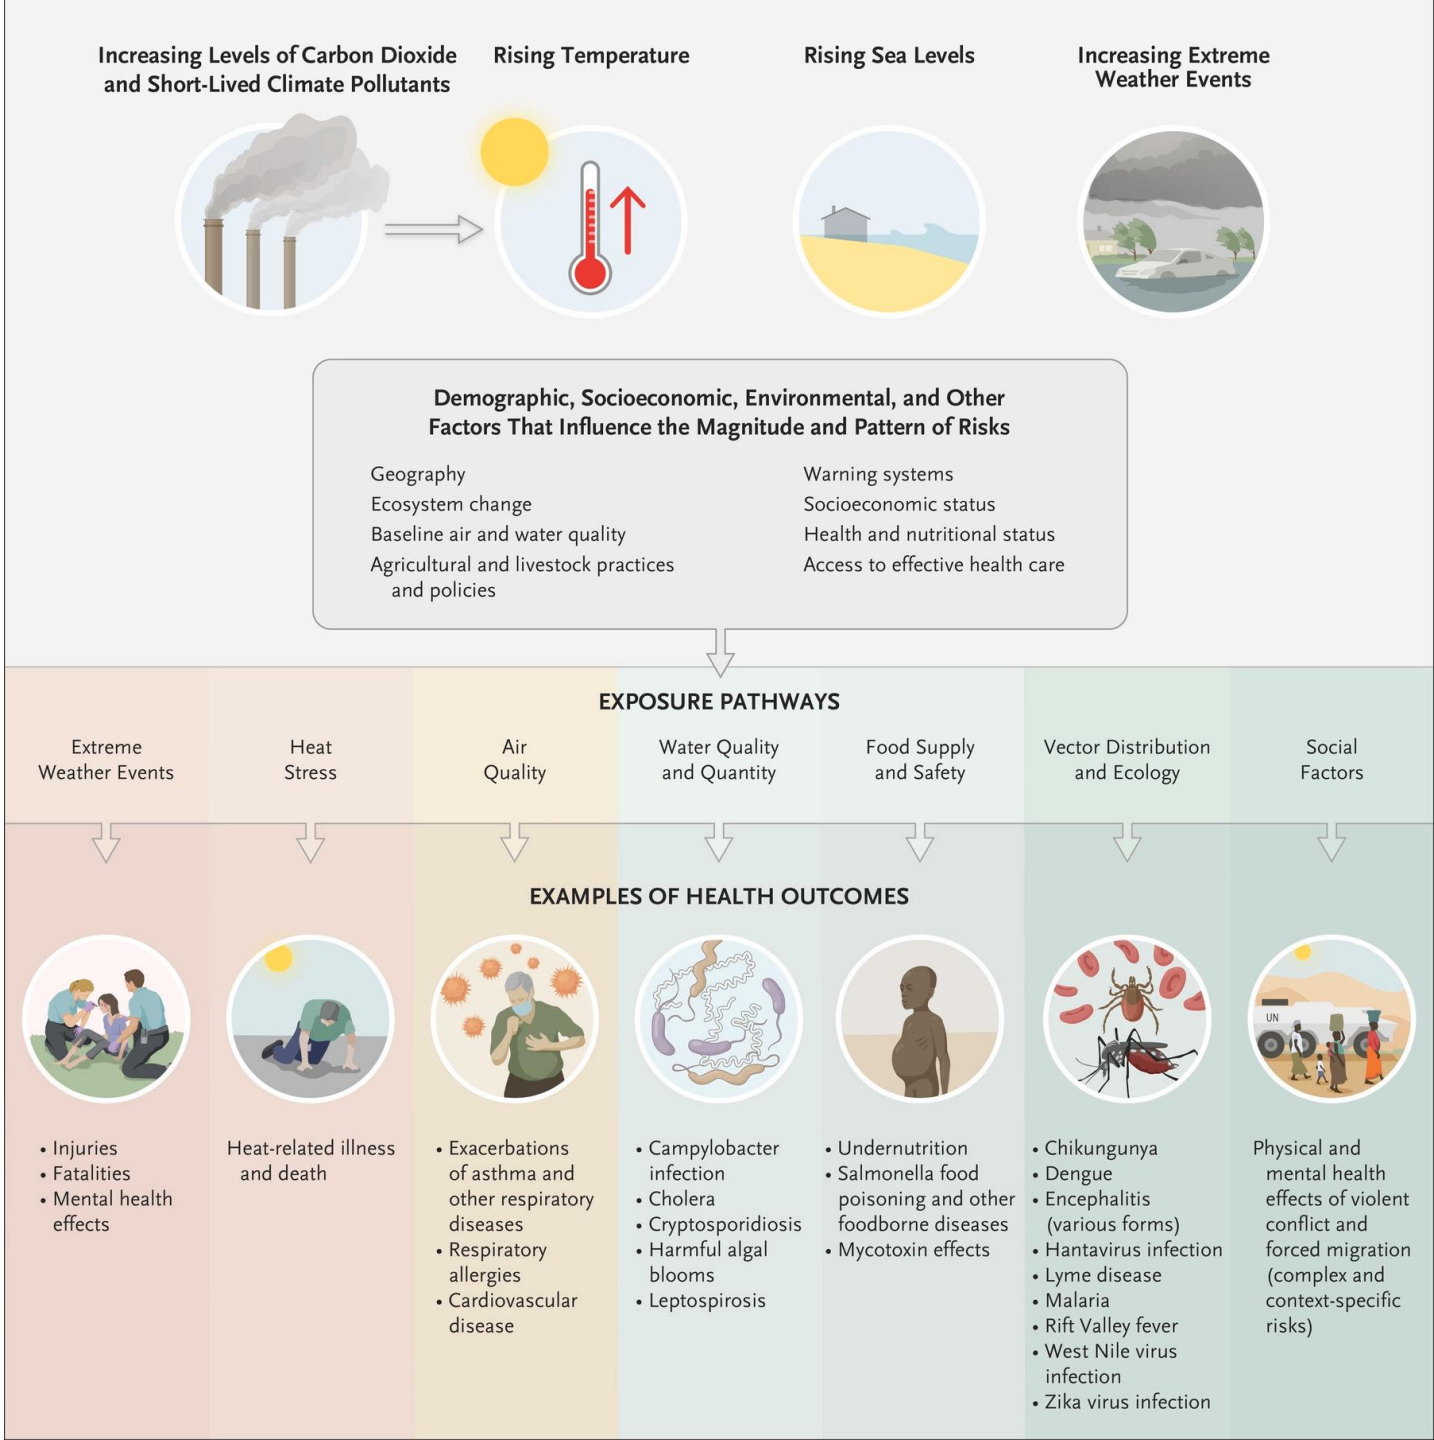 Increasing Levels of Carbon Dioxide
and Short-Lived Climate Pollutants
Rising Temperature
Rising Sea Levels
Increasing Extreme
Weather Events
Demographic, Socioeconomic, Environmental, and Other
Factors That Influence the Magnitude and Pattern of Risks
Geography
Ecosystem change
Baseline air and water quality
Agricultural and livestock practices
and policies
Warning systems
Socioeconomic status
Health and nutritional status
Access to effective health care
EXPOSURE PATHWAYS
Extreme
Weather Events
Heat
Stress
Air
Quality
Water Quality
and Quantity
Food Supply
and Safety
Vector Distribution
and Ecology
Social
Factors
EXAMPLES OF HEALTH OUTCOMES
UN
• Injuries
• Fatalities
• Mental health
effects
Heat-related illness
and death
• Exacerbations
of asthma and
other respiratory
diseases
• Respiratory
allergies
• Cardiovascular
disease
• Campylobacter
infection
• Cholera
• Cryptosporidiosis
• Harmful algal
blooms
• Leptospirosis
• Undernutrition
• Salmonella food
poisoning and other
foodborne diseases
• Mycotoxin effects
• Chikungunya
• Dengue
• Encephalitis
(various forms)
• Hantavirus infection
• Lyme disease
• Malaria
• Rift Valley fever
• West Nile virus
infection
• Zika virus infection
Physical and
mental health
effects of violent
conflict and
forced migration
(complex and
context-specific
risks)